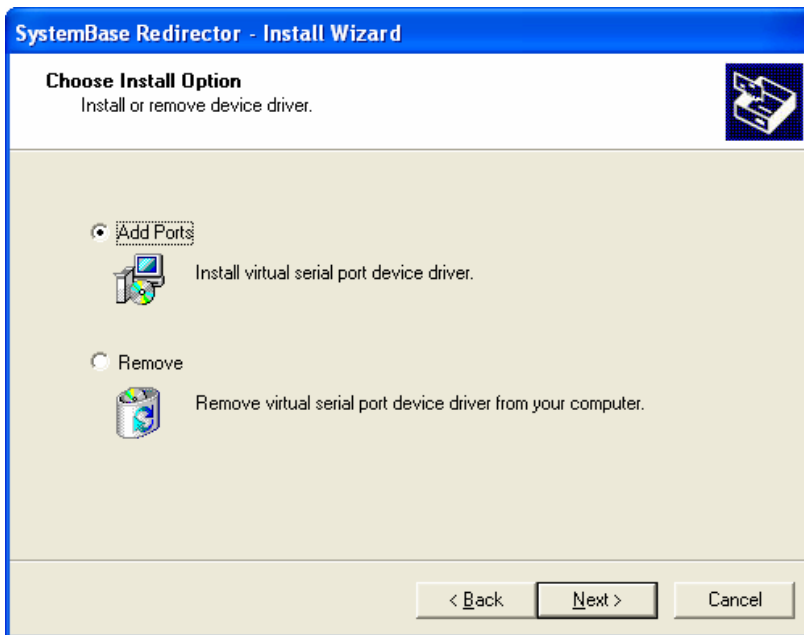 SystemBase Redirector - Install Wizard
Choose Install Option
Install or remove device driver.
Add Ports
Install virtual serial port device driver.
Remove
Remove virtual serial port device driver from your computer.
< Back
Next >
Cancel